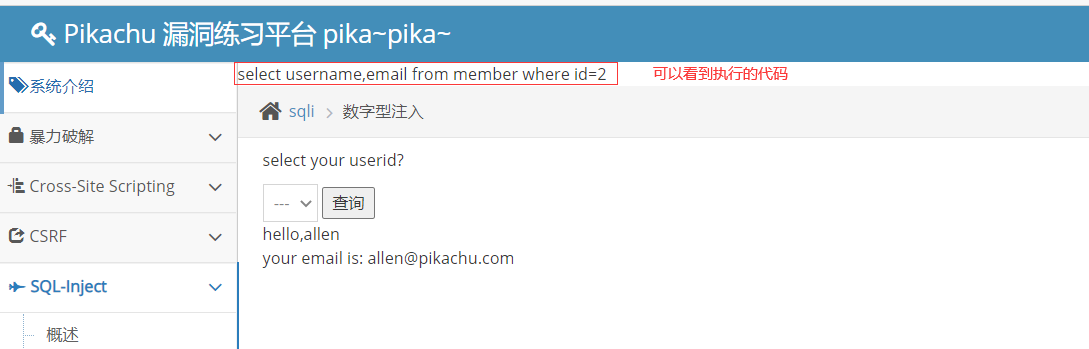 Pikachu 漏洞练习平台 pika~pika~
select username,email from member where id=2 可以看到执行的代码
系统介绍
sqli 数字型注入
暴力破解
select your userid?
Cross-Site Scripting
--- 查询
CSRF
hello,allen
your email is: allen@pikachu.com
SQL-Inject
概述